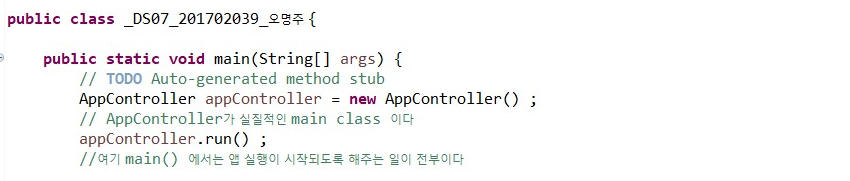 public class _DS07_201702039_오명주 {
public static void main(String[] args) {
// TODO Auto-generated method stub
AppController appController = new AppController() ;
// AppController가 실질적인 main class 이다
appController.run() ;
//여기 main() 에서는 앱 실행이 시작되도록 해주는 일이 전부이다